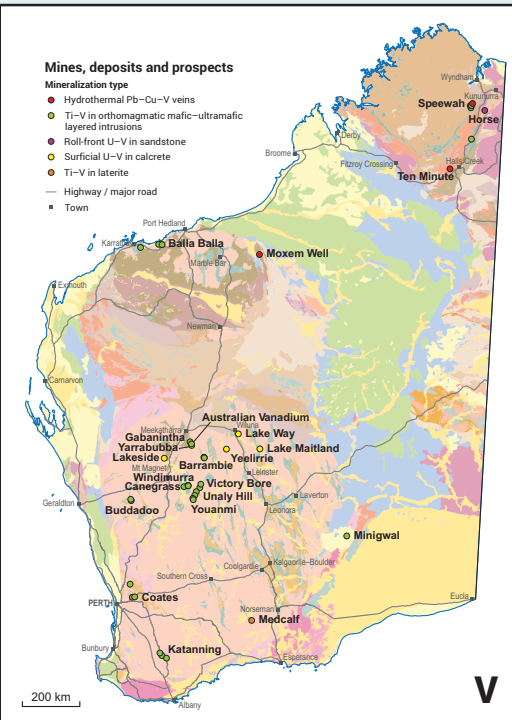 Mines, deposits and prospects
Mineralization type
Hydrothermal Pb–Cu–V veins
Ti–V in orthomagmatic mafic–ultramafic
layered intrusions
Roll-front U–V in sandstone
Surficial U–V in calcrete
Ti–V in laterite
Highway / major road
Town
Wyndham
Kununurra
Speewah
Horse
Derby
Broome
Fitzroy Crossing
Halls Creek
Ten Minute
Port Hedland
Karratha
Balla Balla
Moxem Well
Marble Bar
Exmouth
Newman
Carnarvon
Australian Vanadium
Meekatharra
Wiluna
Gabanintha
Lake Way
Yarrabubba
Lake Maitland
Lakeside
Yeelirrie
Barrambie
Mt Magnet
Leinster
Windimurra
Canegrass
Victory Bore
Unaly Hill
Laverton
Geraldton
Buddadoo
Youanmi
Leonora
Minigwal
Coolgardie
Kalgoorlie–Boulder
Southern Cross
Coates
PERTH
Eucla
Norseman
Medcalf
Bunbury
Katanning
Esperance
Albany
200 km
V